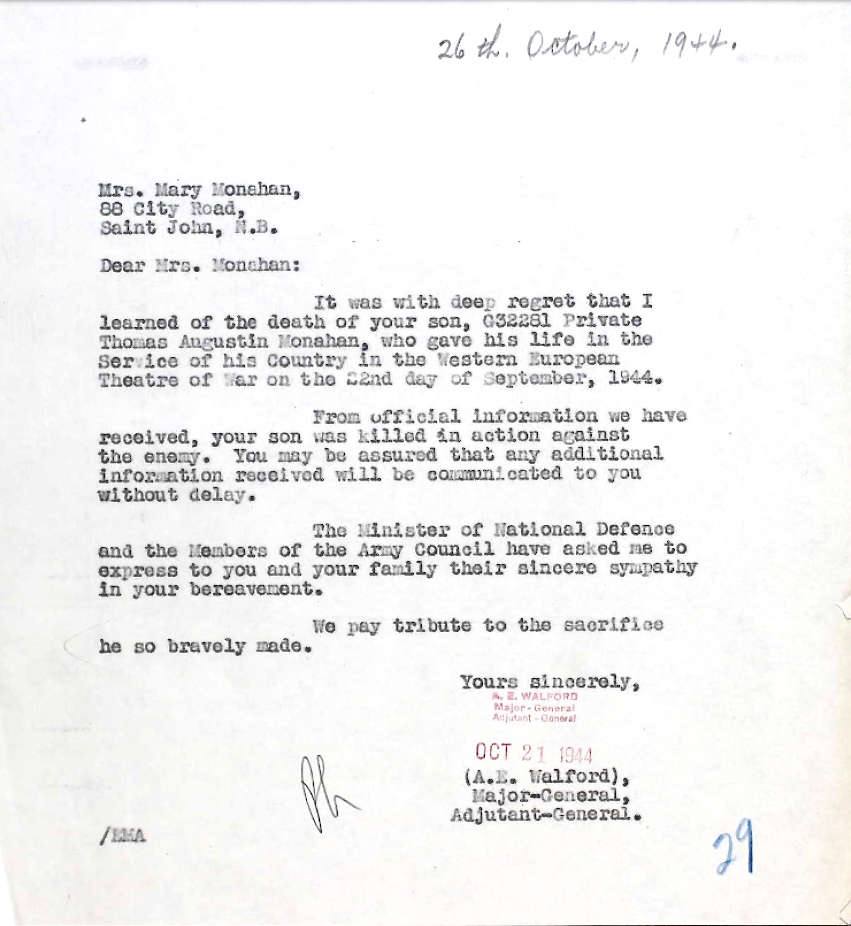 26th. October, 1944.
Mrs. Mary Monahan,
88 City Road,
Saint John, N.B.
Dear Mrs. Monahan:
It was with deep regret that I
learned of the death of your son, G32281 Private
Thomas Augustin Monahan, who gave his life in the
Service of his Country in the Western European
Theatre of War on the 22nd day of September, 1944.
From official information we have
received, your son was killed in action against
the enemy. You may be assured that any additional
information received will be communicated to you
without delay.
The Minister of National Defence
and the Members of the Army Council have asked me to
express to you and your family their sincere sympathy
in your bereavement.
We pay tribute to the sacrifice
he so bravely made.
Yours sincerely,
A. E. WALFORD
Major-General
Adjutant-General
OCT 21 1944
(A.E. Walford),
Major-General,
Adjutant-General.
29